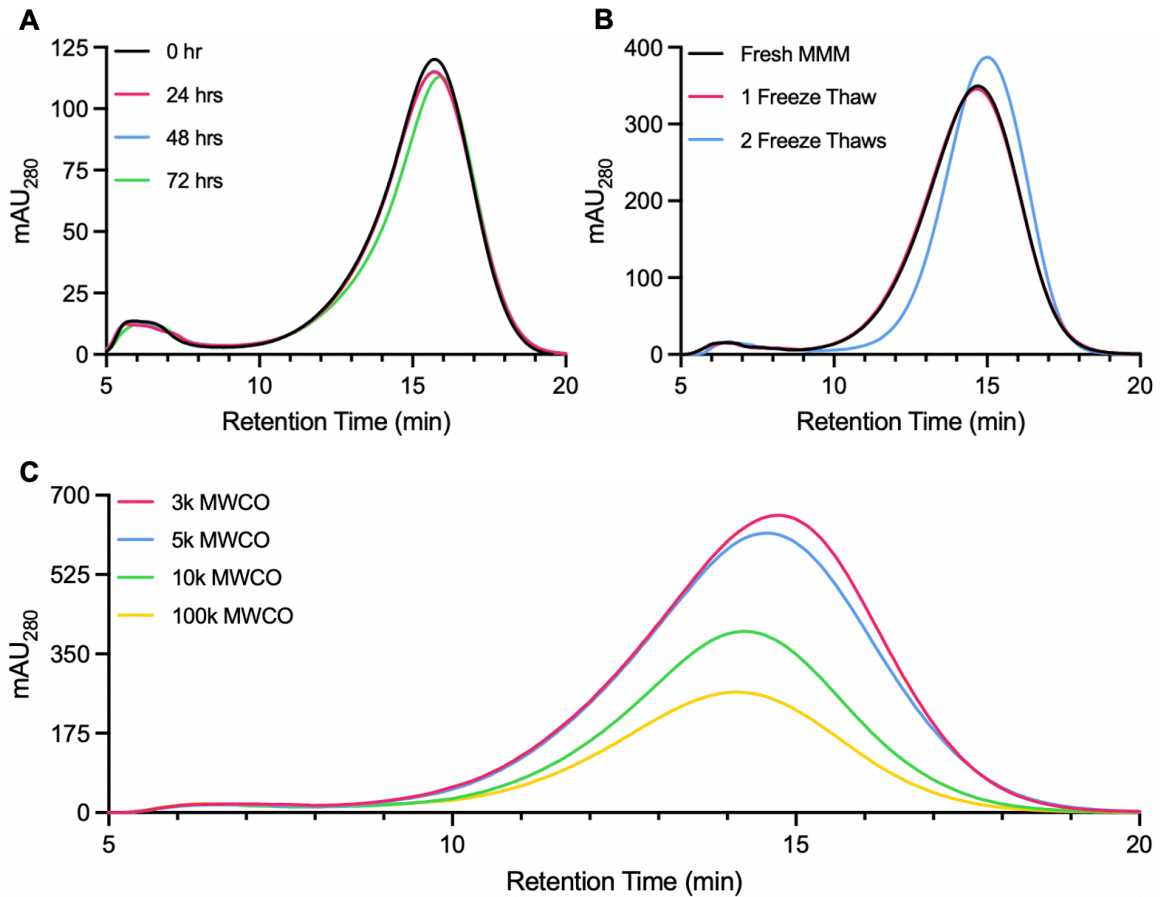 A
125
100
75
50
25
0
mAU280
0 hr
24 hrs
48 hrs
72 hrs
5
10
15
20
Retention Time (min)
B
400
300
200
100
0
mAU280
Fresh MMM
1 Freeze Thaw
2 Freeze Thaws
5
10
15
20
Retention Time (min)
C
700
525
350
175
0
mAU280
3k MWCO
5k MWCO
10k MWCO
100k MWCO
5
10
15
20
Retention Time (min)